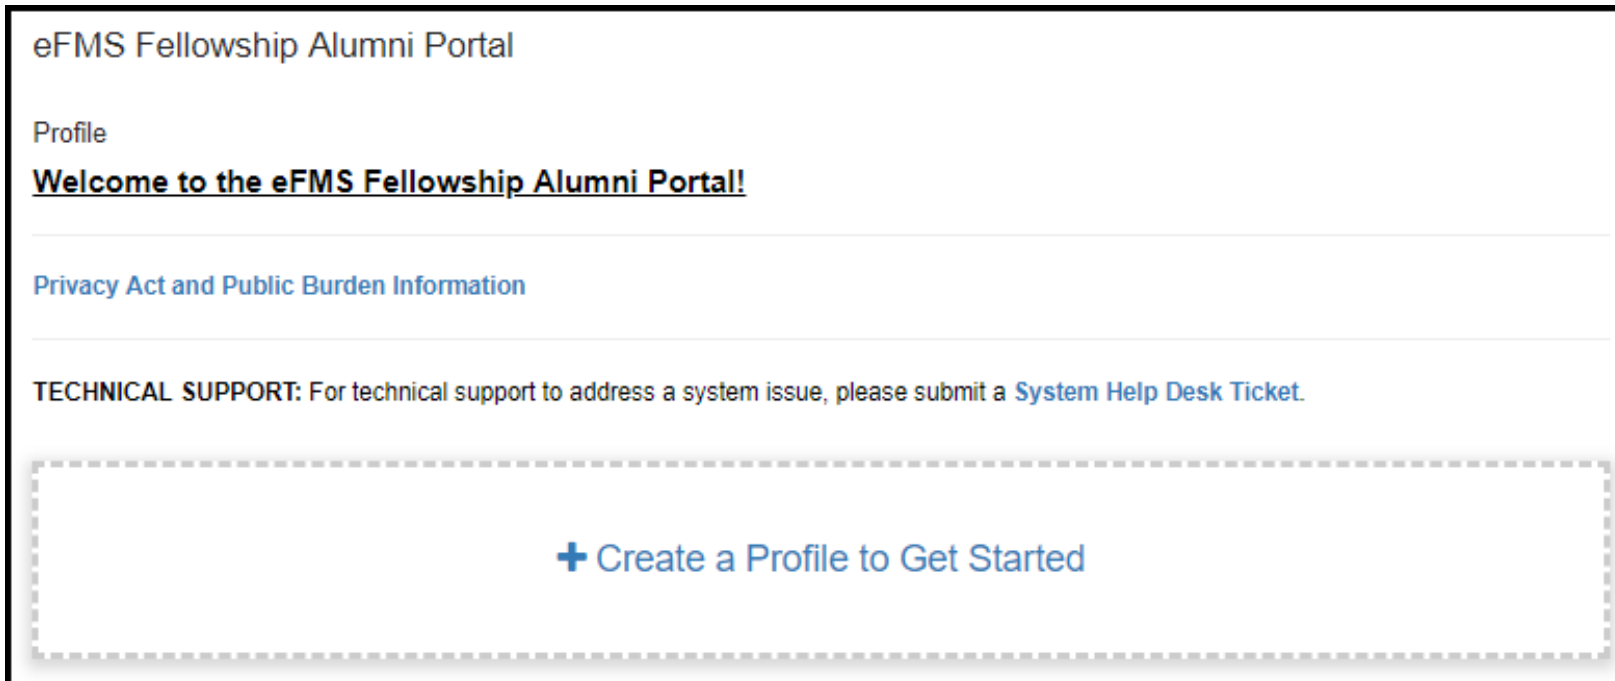 eFMS Fellowship Alumni Portal
Profile
Welcome to the eFMS Fellowship Alumni Portal!
Privacy Act and Public Burden Information
TECHNICAL SUPPORT: For technical support to address a system issue, please submit a System Help Desk Ticket.
+ Create a Profile to Get Started